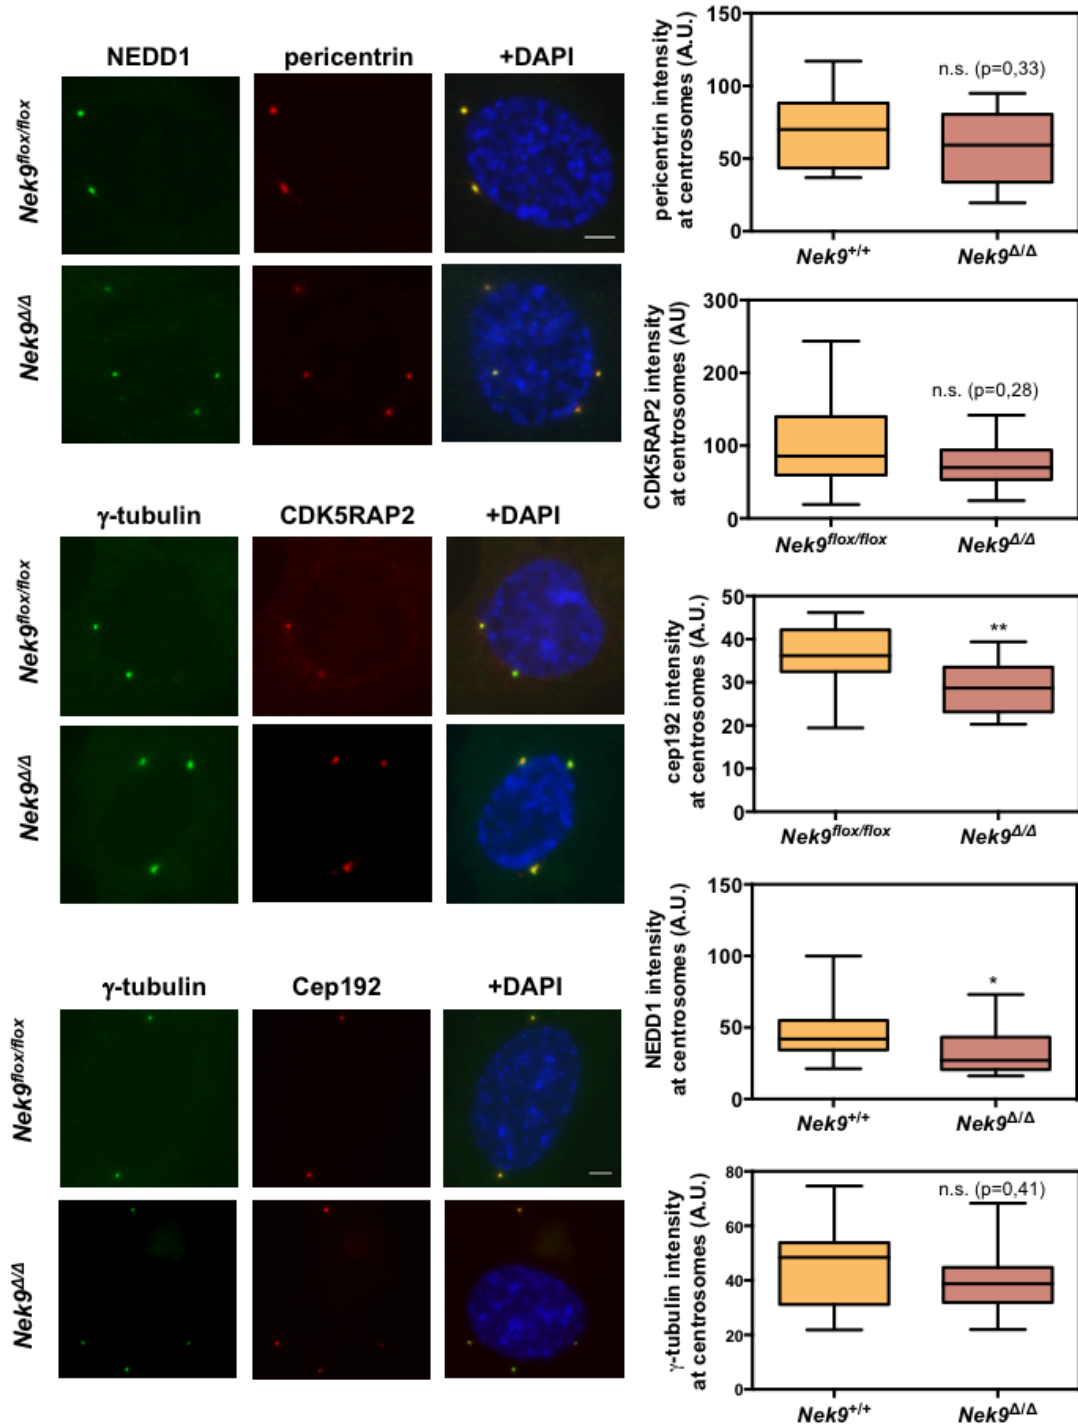 NEDD1 pericentrin +DAPI
Nek9flox/flox
Nek9Δ/Δ
γ-tubulin CDK5RAP2 +DAPI
Nek9flox/flox
Nek9Δ/Δ
γ-tubulin Cep192 +DAPI
Nek9flox/flox
Nek9Δ/Δ
pericentrin intensity
at centrosomes (A.U.)
150
100
50
0
n.s. (p=0,33)
Nek9+/+ Nek9Δ/Δ
CDK5RAP2 intensity
at centrosomes (AU)
300
200
100
0
n.s. (p=0,28)
Nek9flox/flox Nek9Δ/Δ
cep192 intensity
at centrosomes (A.U.)
50
40
30
20
10
0
**
Nek9flox/flox Nek9Δ/Δ
NEDD1 intensity
at centrosomes (A.U.)
150
100
50
0
*
Nek9+/+ Nek9Δ/Δ
γ-tubulin intensity
at centrosomes (A.U.)
80
60
40
20
0
n.s. (p=0,41)
Nek9+/+ Nek9Δ/Δ